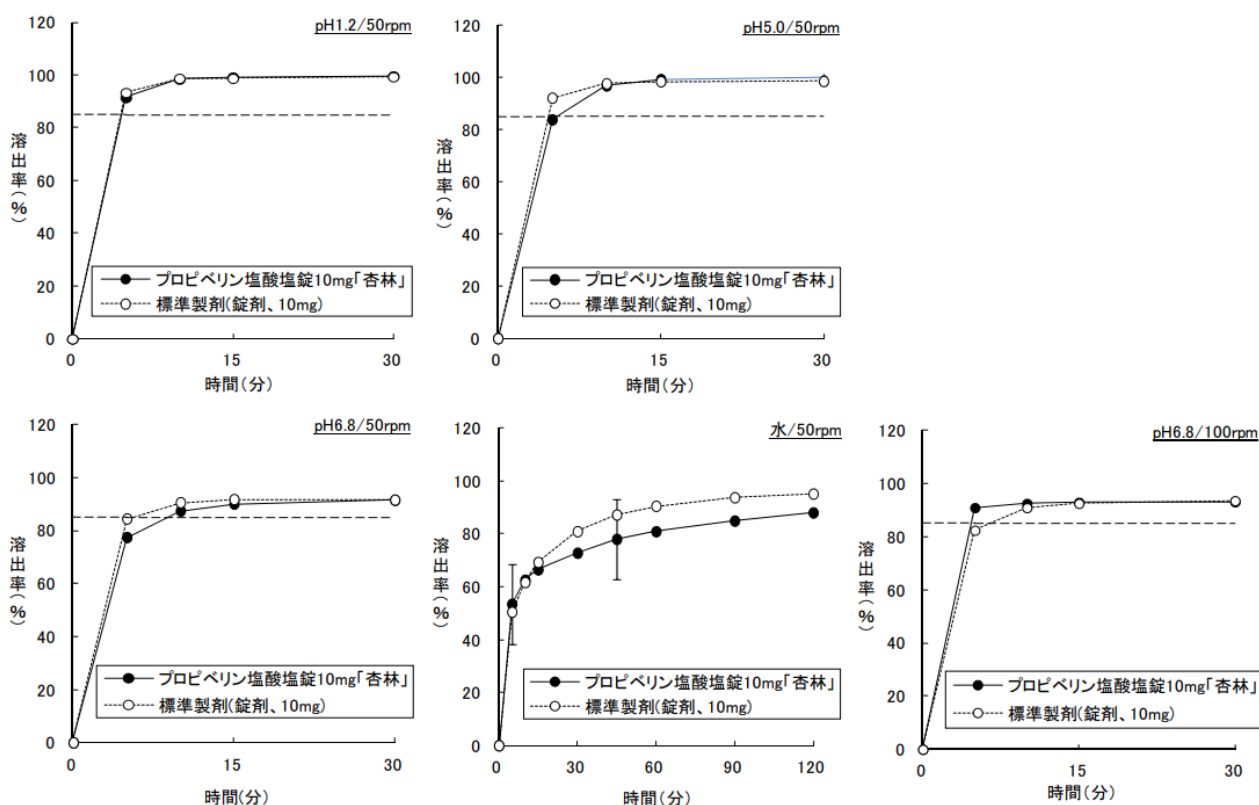 pH1.2/50rpm
120
100
80
60
40
20
0
溶出率(%)
プロピベリン塩酸塩錠10mg「杏林」
標準製剤(錠剤、10mg)
0 15 30
時間(分)
pH5.0/50rpm
120
100
80
60
40
20
0
溶出率(%)
プロピベリン塩酸塩錠10mg「杏林」
標準製剤(錠剤、10mg)
0 15 30
時間(分)
pH6.8/50rpm
120
100
80
60
40
20
0
溶出率(%)
プロピベリン塩酸塩錠10mg「杏林」
標準製剤(錠剤、10mg)
0 15 30
時間(分)
水/50rpm
120
100
80
60
40
20
0
溶出率(%)
プロピベリン塩酸塩錠10mg「杏林」
標準製剤(錠剤、10mg)
0 30 60 90 120
時間(分)
pH6.8/100rpm
120
100
80
60
40
20
0
溶出率(%)
プロピベリン塩酸塩錠10mg「杏林」
標準製剤(錠剤、10mg)
0 15 30
時間(分)